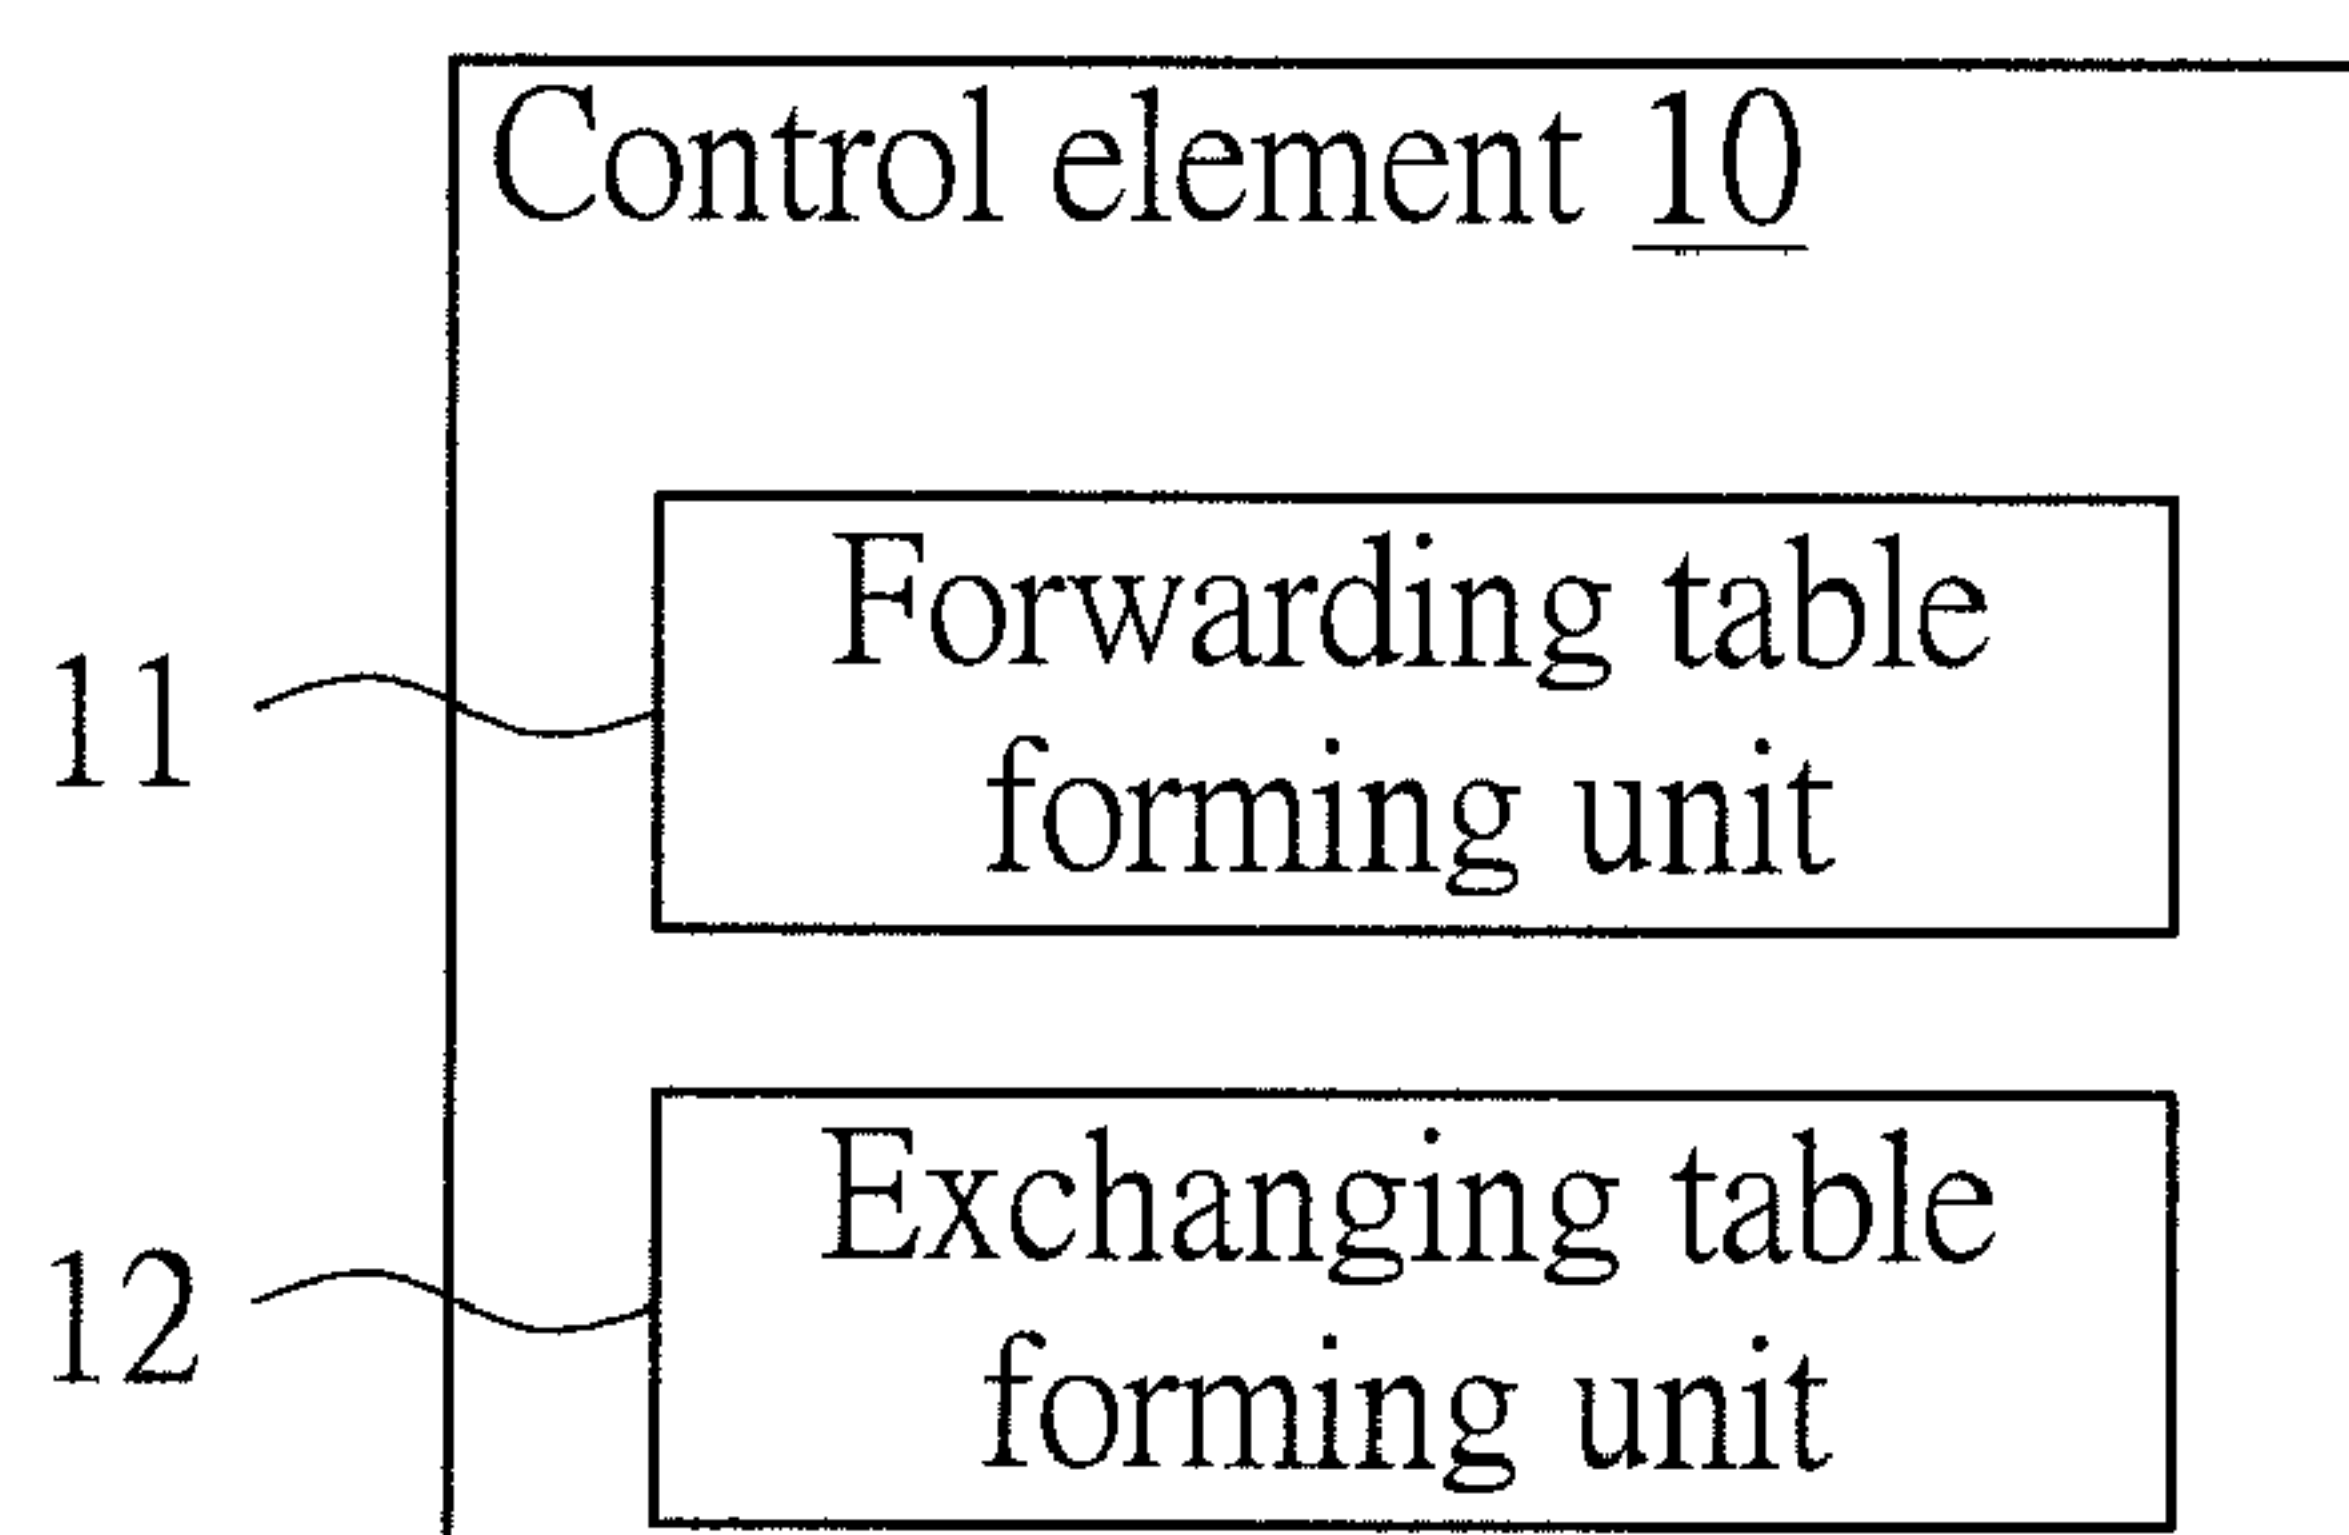 Control element 10
11
Forwarding table
forming unit
12
Exchanging table
forming unit